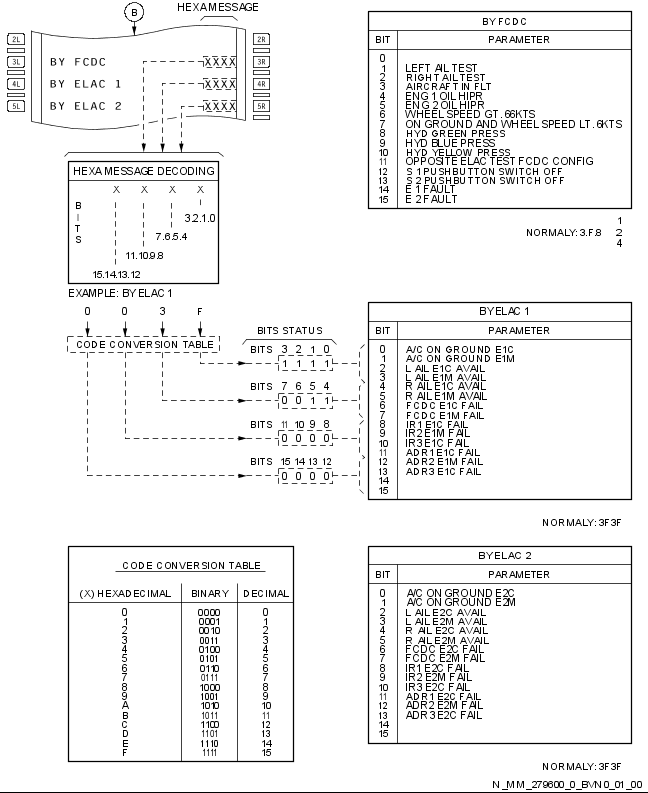 HEXA MESSAGE
B
2L 2R
3L BY FCDC XXXX 3R
4L BY ELAC 1 XXXX 4R
5L BY ELAC 2 XXXX 5R
HEXA MESSAGE DECODING
X X X X
B
I
T
S
3.2.1.0
7.6.5.4
11.10.9.8
15.14.13.12
EXAMPLE: BY ELAC 1
0 0 3 F
CODE CONVERSION TABLE
BITS STATUS
BITS 3 2 1 0
1 1 1 1
BITS 7 6 5 4
0 0 1 1
BITS 11 10 9 8
0 0 0 0
BITS 15 14 13 12
0 0 0 0
CODE CONVERSION TABLE
(X) HEXADECIMAL BINARY DECIMAL
0 0000 0
1 0001 1
2 0010 2
3 0011 3
4 0100 4
5 0101 5
6 0110 6
7 0111 7
8 1000 8
9 1001 9
A 1010 10
B 1011 11
C 1100 12
D 1101 13
E 1110 14
F 1111 15
BY FCDC
BIT PARAMETER
0
1 LEFT AIL TEST
2 RIGHT AIL TEST
3 AIRCRAFT IN FLT
4 ENG 1 OIL HIPR
5 ENG 2 OIL HIPR
6 WHEEL SPEED GT. 66KTS
7 ON GROUND AND WHEEL SPEED LT. 6KTS
8 HYD GREEN PRESS
9 HYD BLUE PRESS
10 HYD YELLOW PRESS
11 OPPOSITE ELAC TEST FCDC CONFIG
12 S 1 PUSHBUTTON SWITCH OFF
13 S 2 PUSHBUTTON SWITCH OFF
14 E 1 FAULT
15 E 2 FAULT
1
NORMALY: 3.F.8 2
4
BY ELAC 1
BIT PARAMETER
0 A/C ON GROUND E1C
1 A/C ON GROUND E1M
2 L AIL E1C AVAIL
3 L AIL E1M AVAIL
4 R AIL E1C AVAIL
5 R AIL E1M AVAIL
6 FCDC E1C FAIL
7 FCDC E1M FAIL
8 IR1 E1C FAIL
9 IR2 E1M FAIL
10 IR3 E1C FAIL
11 ADR1 E1C FAIL
12 ADR2 E1M FAIL
13 ADR3 E1C FAIL
14
15
NORMALY: 3F3F
BY ELAC 2
BIT PARAMETER
0 A/C ON GROUND E2C
1 A/C ON GROUND E2M
2 L AIL E2C AVAIL
3 L AIL E2M AVAIL
4 R AIL E2C AVAIL
5 R AIL E2M AVAIL
6 FCDC E2C FAIL
7 FCDC E2M FAIL
8 IR1 E2C FAIL
9 IR2 E2M FAIL
10 IR3 E2C FAIL
11 ADR1 E2C FAIL
12 ADR2 E2M FAIL
13 ADR3 E2C FAIL
14
15
NORMALY: 3F3F
N_MM_279600_0_BVN0_01_00